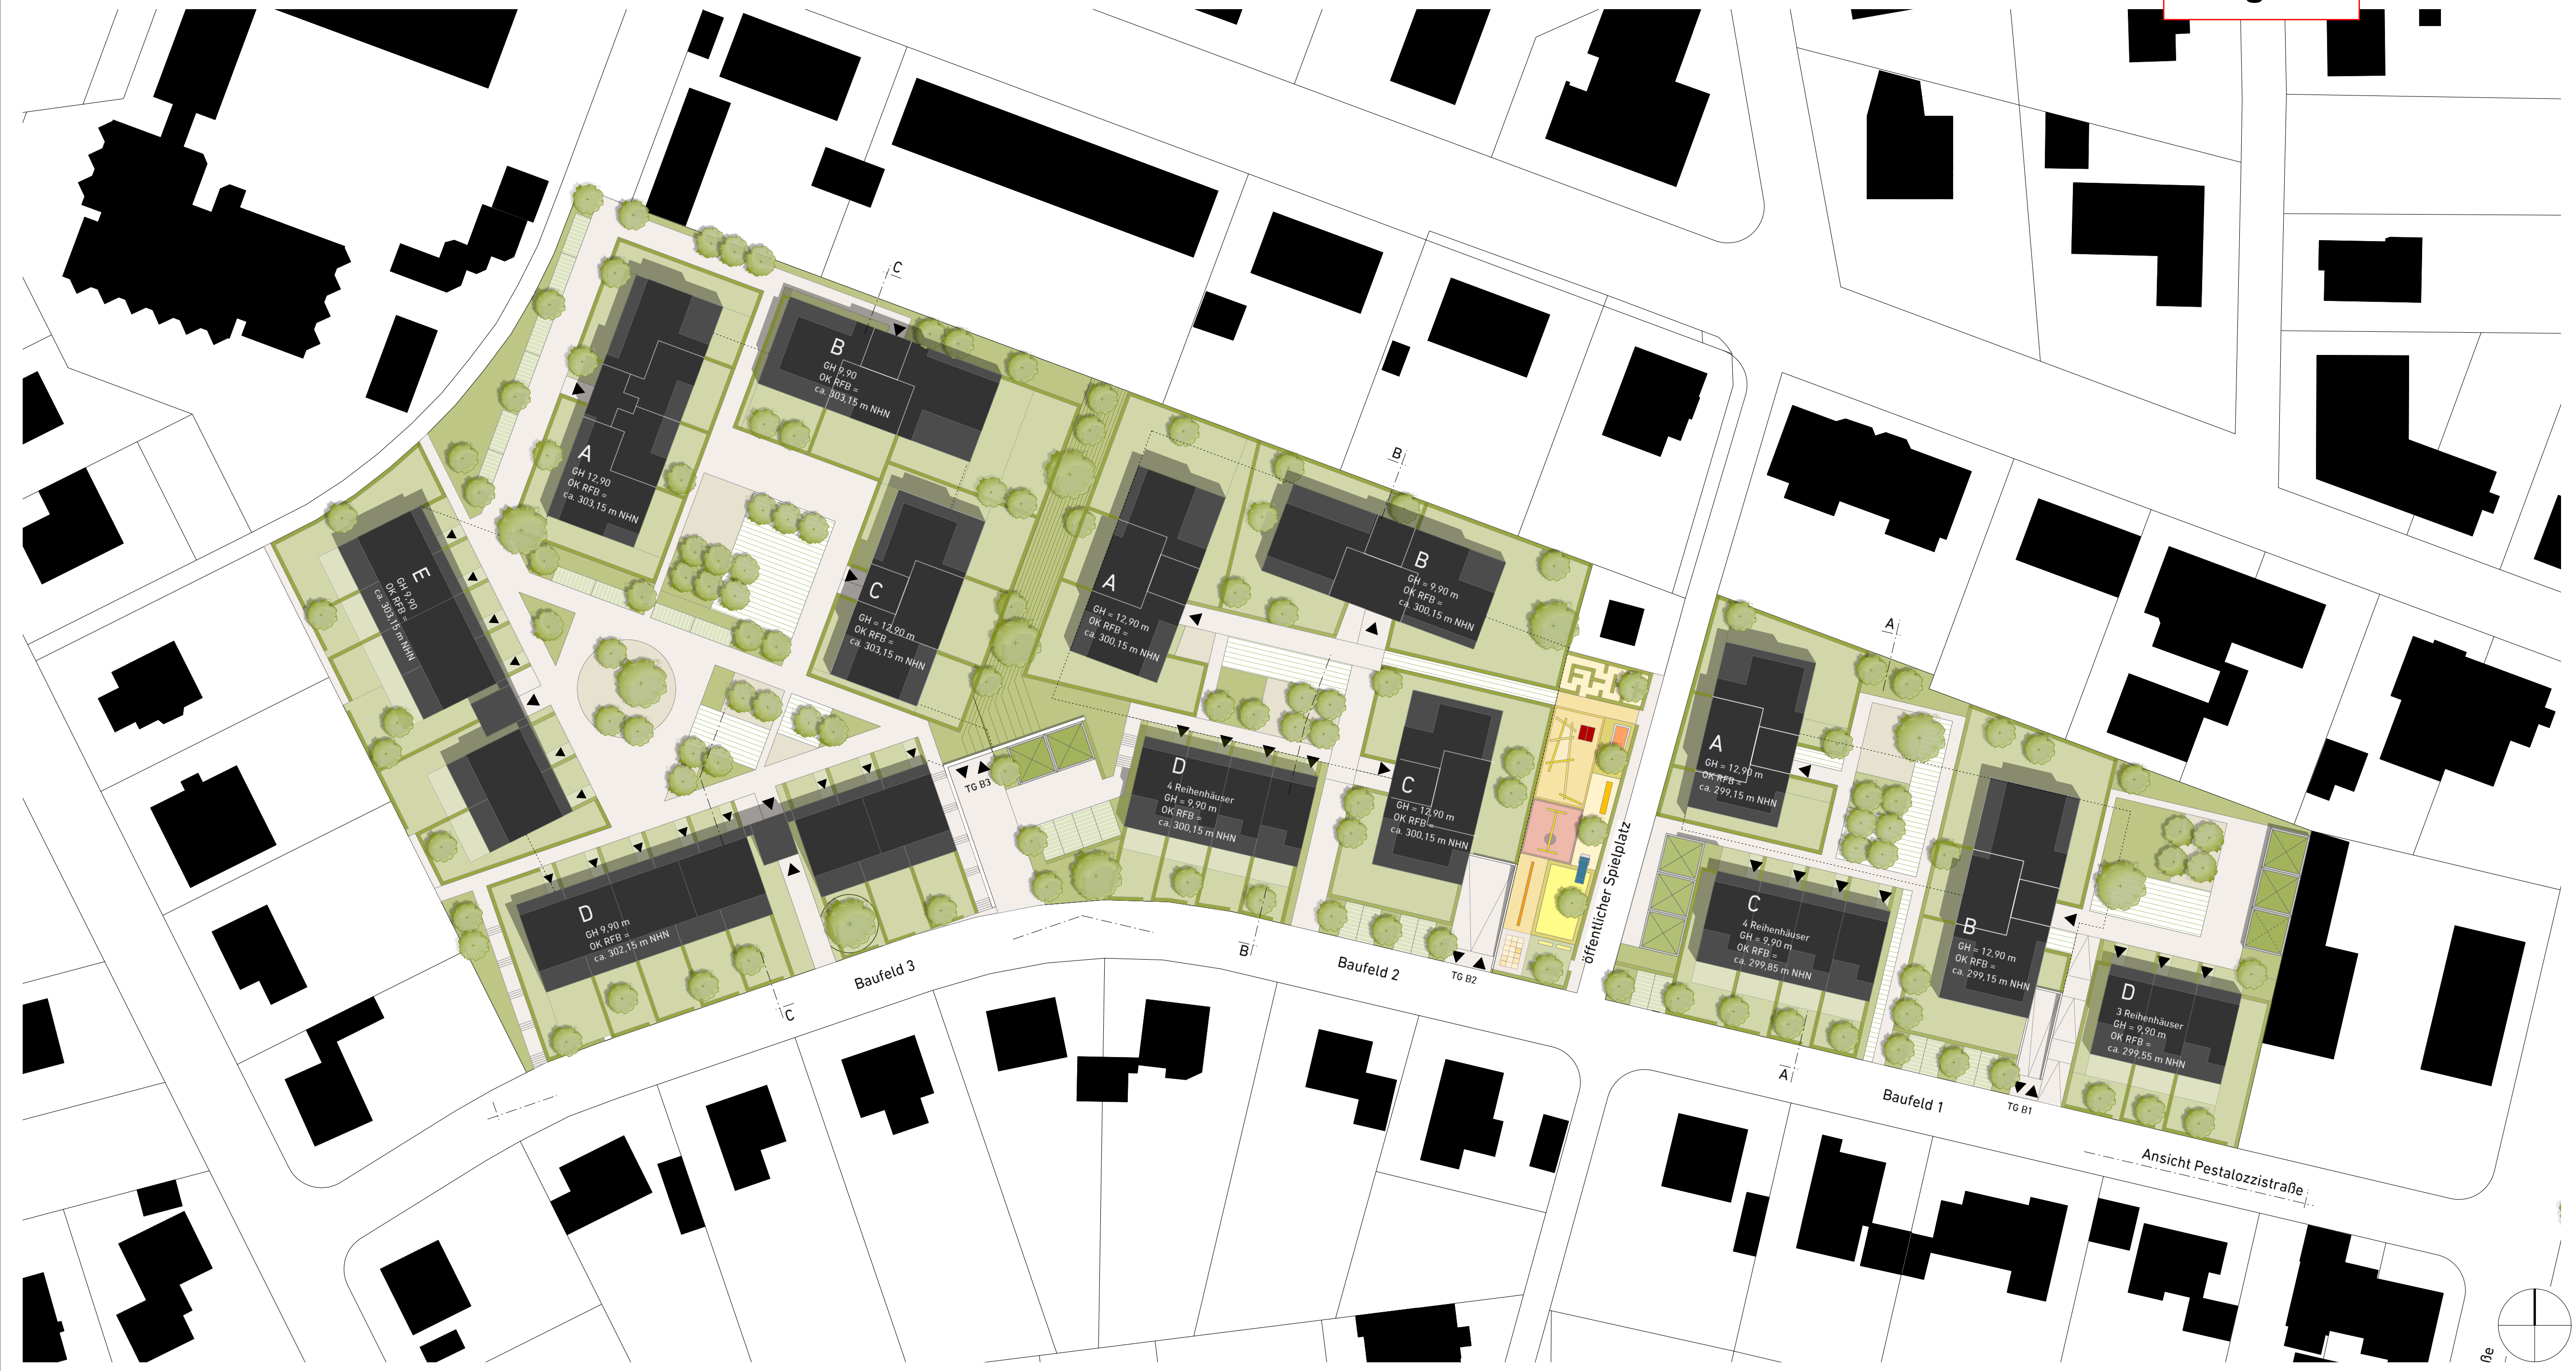 C
B
GH 9,90
OK RFB =
ca. 303,15 m NHN
A
GH 12,90
OK RFB =
ca. 303,15 m NHN
E
GH 9,90
OK RFB =
ca. 303,15 m NHN
C
GH = 12,90 m
OK RFB =
ca. 303,15 m NHN
D
GH 9,90 m
OK RFB =
ca. 302,15 m NHN
C
TG B3
Baufeld 3
B
A
GH = 12,90 m
OK RFB =
ca. 300,15 m NHN
B
GH = 9,90 m
OK RFB =
ca. 300,15 m NHN
D
4 Reihenhäuser
GH = 9,90 m
OK RFB =
ca. 300,15 m NHN
C
GH = 12,90 m
OK RFB =
ca. 300,15 m NHN
B
Baufeld 2
TG B2
öffentlicher Spielplatz
A
A
GH = 12,90 m
OK RFB =
ca. 299,15 m NHN
C
4 Reihenhäuser
GH = 9,90 m
OK RFB =
ca. 299,85 m NHN
B
GH = 12,90 m
OK RFB =
ca. 299,15 m NHN
D
3 Reihenhäuser
GH = 9,90 m
OK RFB =
ca. 299,55 m NHN
A
Baufeld 1
TG B1
Ansicht Pestalozzistraße
ße